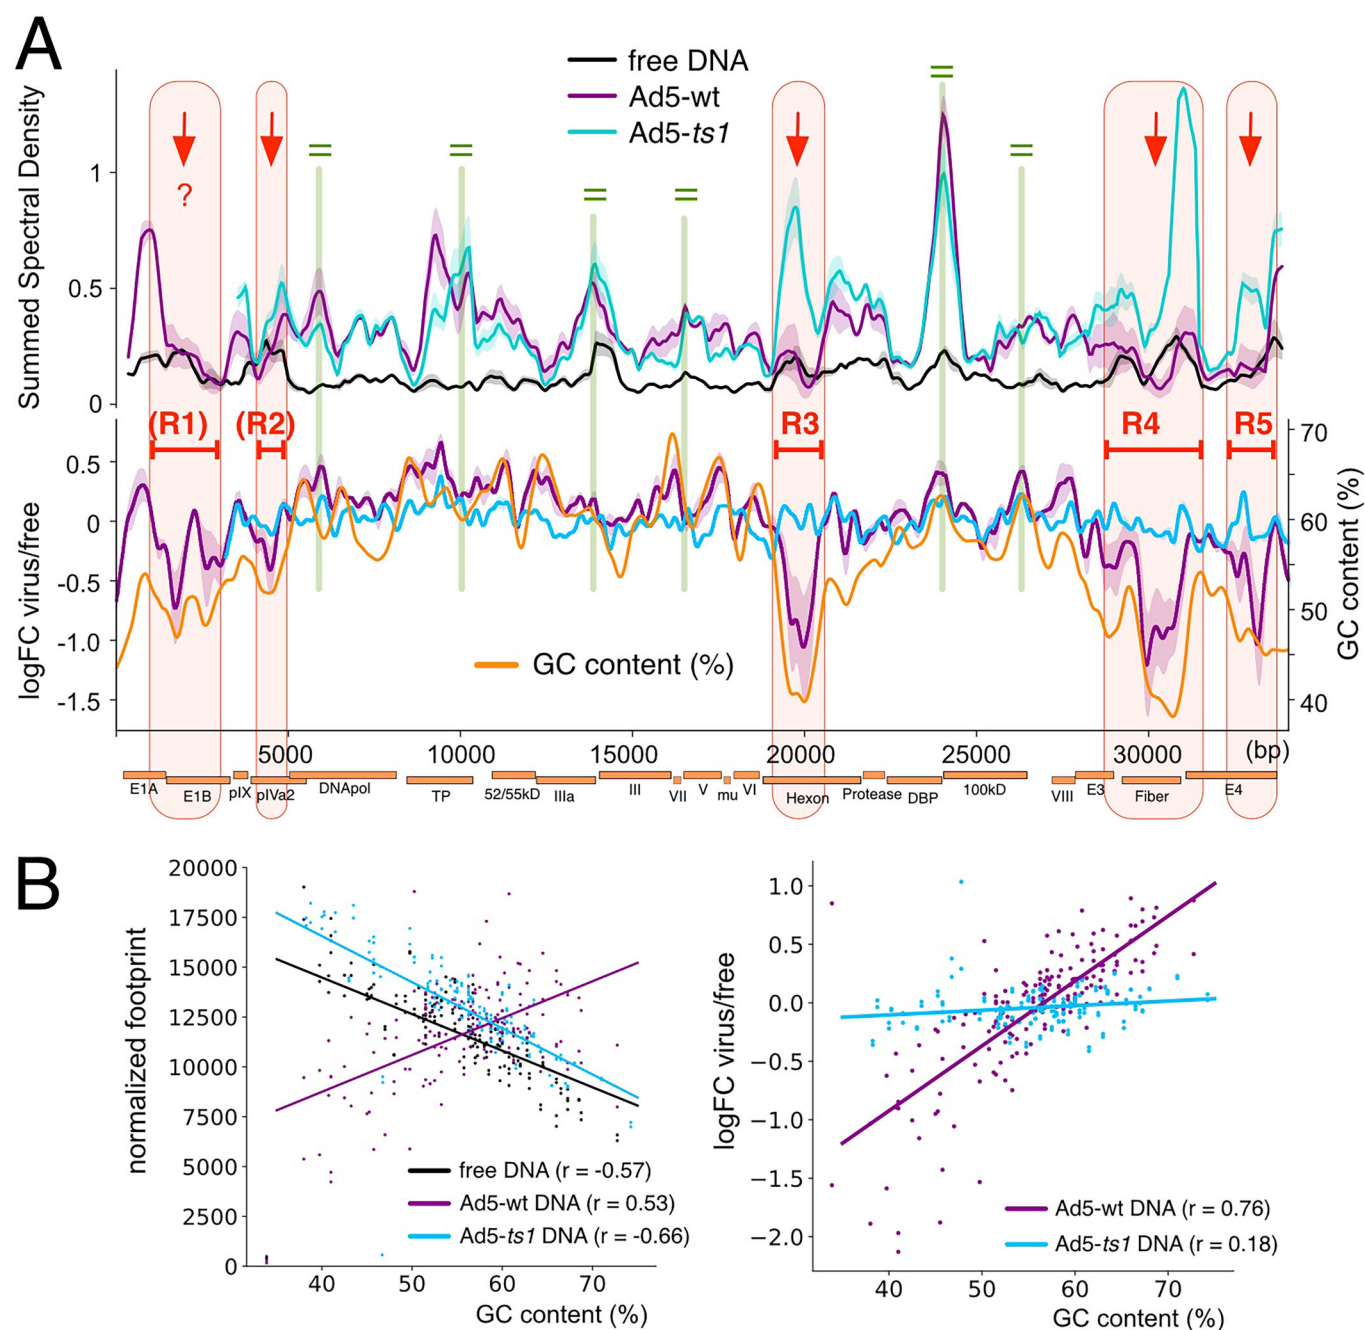 A
free DNA
Ad5-wt
Ad5-ts1
Summed Spectral Density
1
0.5
0
?
(R1) (R2) R3 R4 R5
logFC virus/free
0.5
0
-0.5
-1.0
-1.5
70
60
50
40
GC content (%)
GC content (%)
5000 10000 15000 20000 25000 30000 (bp)
E1A E1B pIX pIVa2 DNApol TP 52/55kD IIIa III VII V mu VI Hexon Protease DBP 100kD VIII E3 Fiber E4
B
normalized footprint
20000
17500
15000
12500
10000
7500
5000
2500
0
free DNA (r = -0.57)
Ad5-wt DNA (r = 0.53)
Ad5-ts1 DNA (r = -0.66)
40 50 60 70
GC content (%)
logFC virus/free
1.0
0.5
0.0
−0.5
−1.0
−1.5
−2.0
Ad5-wt DNA (r = 0.76)
Ad5-ts1 DNA (r = 0.18)
40 50 60 70
GC content (%)